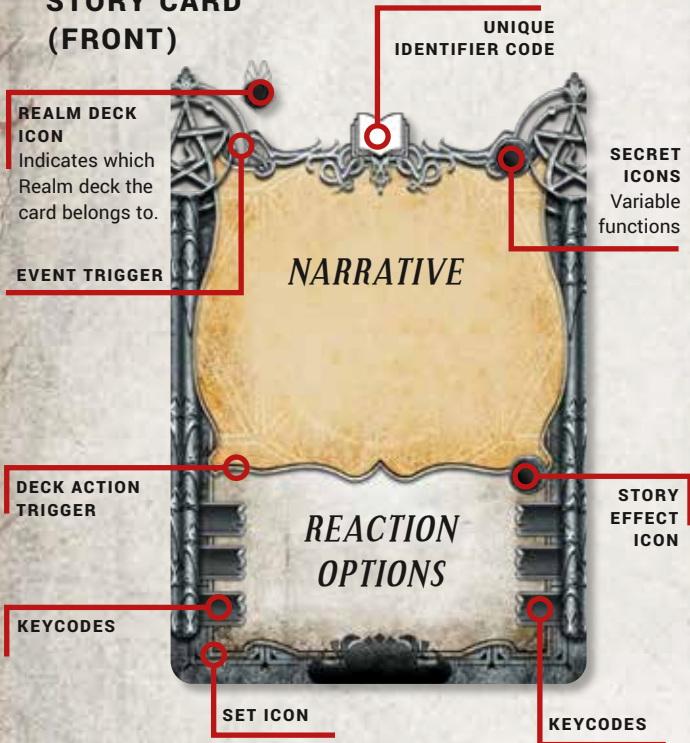 STORY CARD
(FRONT)
UNIQUE
IDENTIFIER CODE
REALM DECK
ICON
Indicates which
Realm deck the
card belongs to.
SECRET
ICONS
Variable
functions
EVENT TRIGGER
NARRATIVE
DECK ACTION
TRIGGER
STORY
EFFECT
ICON
REACTION
OPTIONS
KEYCODES
SET ICON
KEYCODES